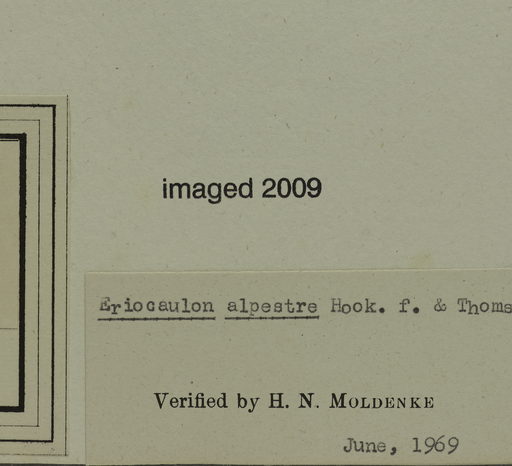 imaged 2009
Eriocaulon alpestre Hook. f. & Thoms
Verified by H. N. MOLDENKE
June, 1969